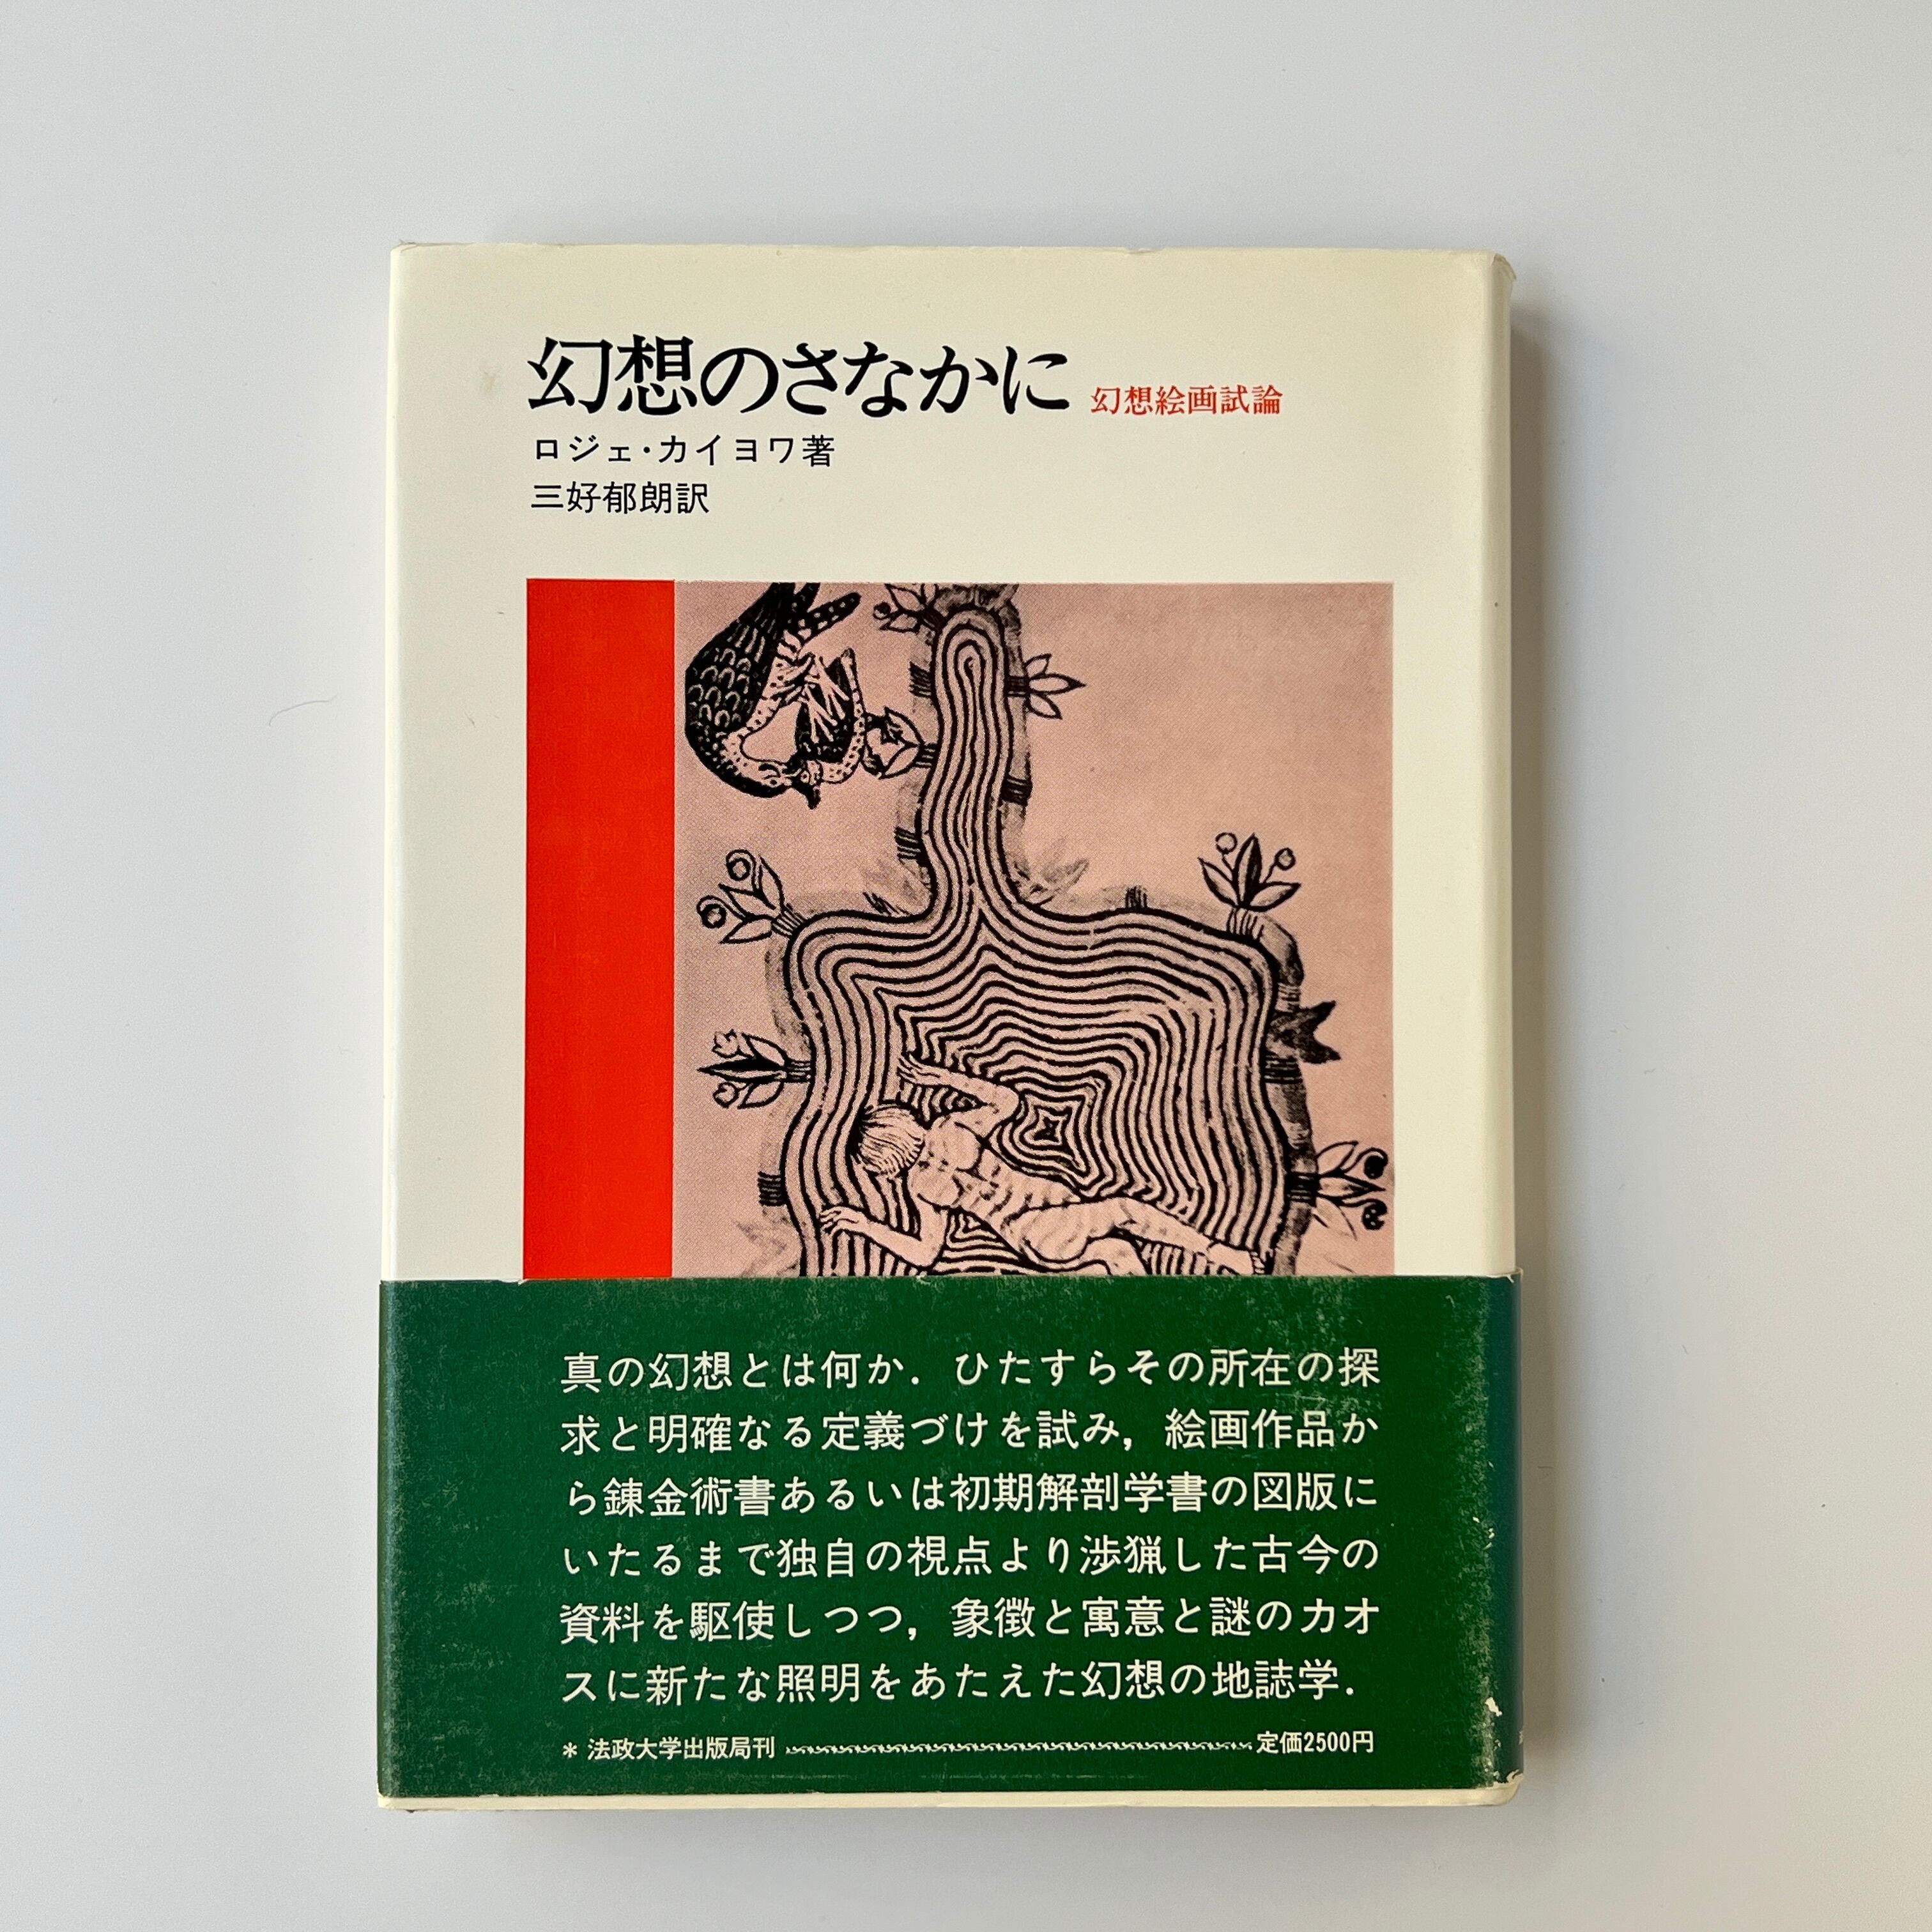 幻想のさなかに 幻想絵画試論
ロジェ・カイヨワ著
三好郁朗訳
真の幻想とは何か．ひたすらその所在の探
求と明確なる定義づけを試み，絵画作品か
ら錬金術書あるいは初期解剖学書の図版に
いたるまで独自の視点より渉猟した古今の
資料を駆使しつつ，象徴と寓意と謎のカオ
スに新たな照明をあたえた幻想の地誌学．
＊ 法政大学出版局刊 定価2500円